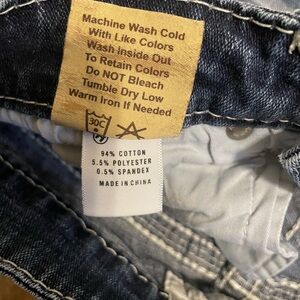 Machine Wash Cold
With Like Colors
Wash Inside Out
To Retain Colors
Do NOT Bleach
Tumble Dry Low
Warm Iron If Needed
30C
94% COTTON
5.5% POLYESTER
0.5% SPANDEX
MADE IN CHINA